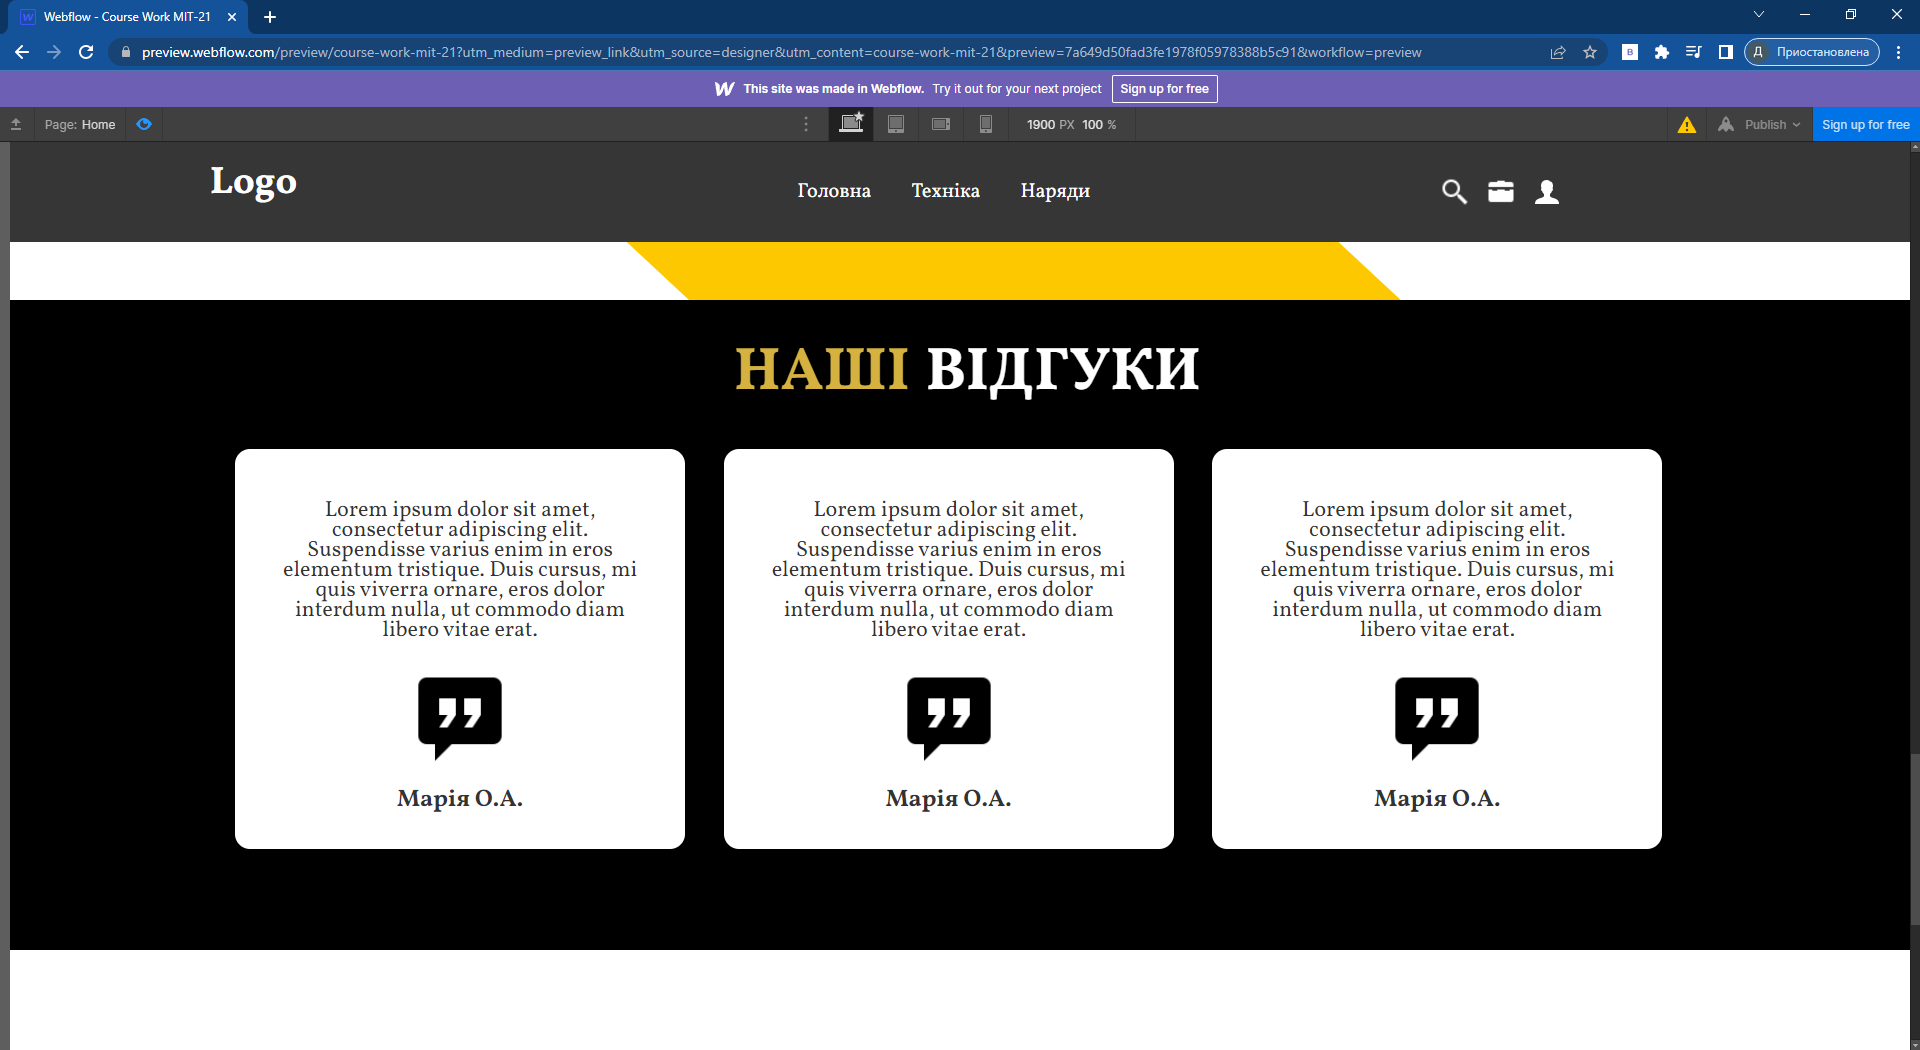 Webflow - Course Work MIT-21
preview.webflow.com/preview/course-work-mit-21?utm_medium=preview_link&utm_source=designer&utm_content=course-work-mit-21&preview=7a649d50fad3fe1978f05978388b5c91&workflow=preview
В
Д Приостановлена
W This site was made in Webflow. Try it out for your next project Sign up for free
Page: Home
1900 PX 100 %
Publish
Sign up for free
Logo
Головна Техніка Наряди
НАШІ ВІДГУКИ
Lorem ipsum dolor sit amet,
consectetur adipiscing elit.
Suspendisse varius enim in eros
elementum tristique. Duis cursus, mi
quis viverra ornare, eros dolor
interdum nulla, ut commodo diam
libero vitae erat.
Марія О.А.
Lorem ipsum dolor sit amet,
consectetur adipiscing elit.
Suspendisse varius enim in eros
elementum tristique. Duis cursus, mi
quis viverra ornare, eros dolor
interdum nulla, ut commodo diam
libero vitae erat.
Марія О.А.
Lorem ipsum dolor sit amet,
consectetur adipiscing elit.
Suspendisse varius enim in eros
elementum tristique. Duis cursus, mi
quis viverra ornare, eros dolor
interdum nulla, ut commodo diam
libero vitae erat.
Марія О.А.